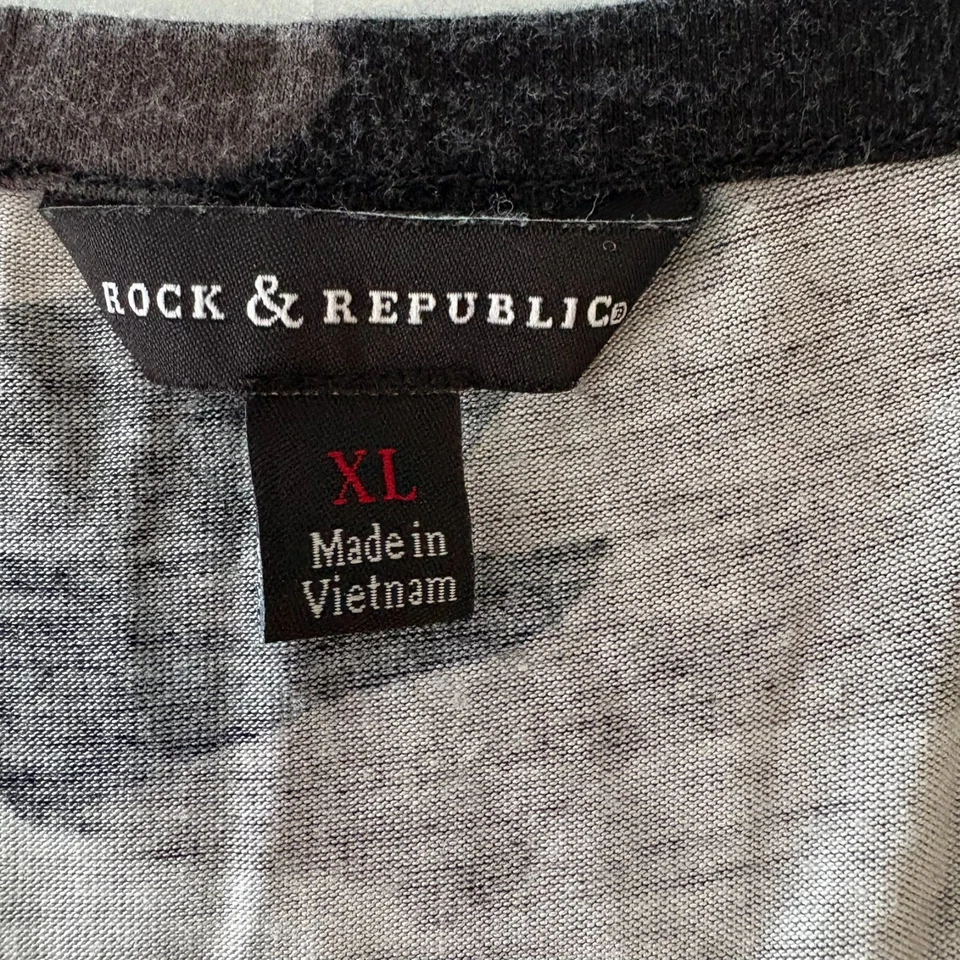 ROCK & REPUBLIC®
XL
Made in
Vietnam